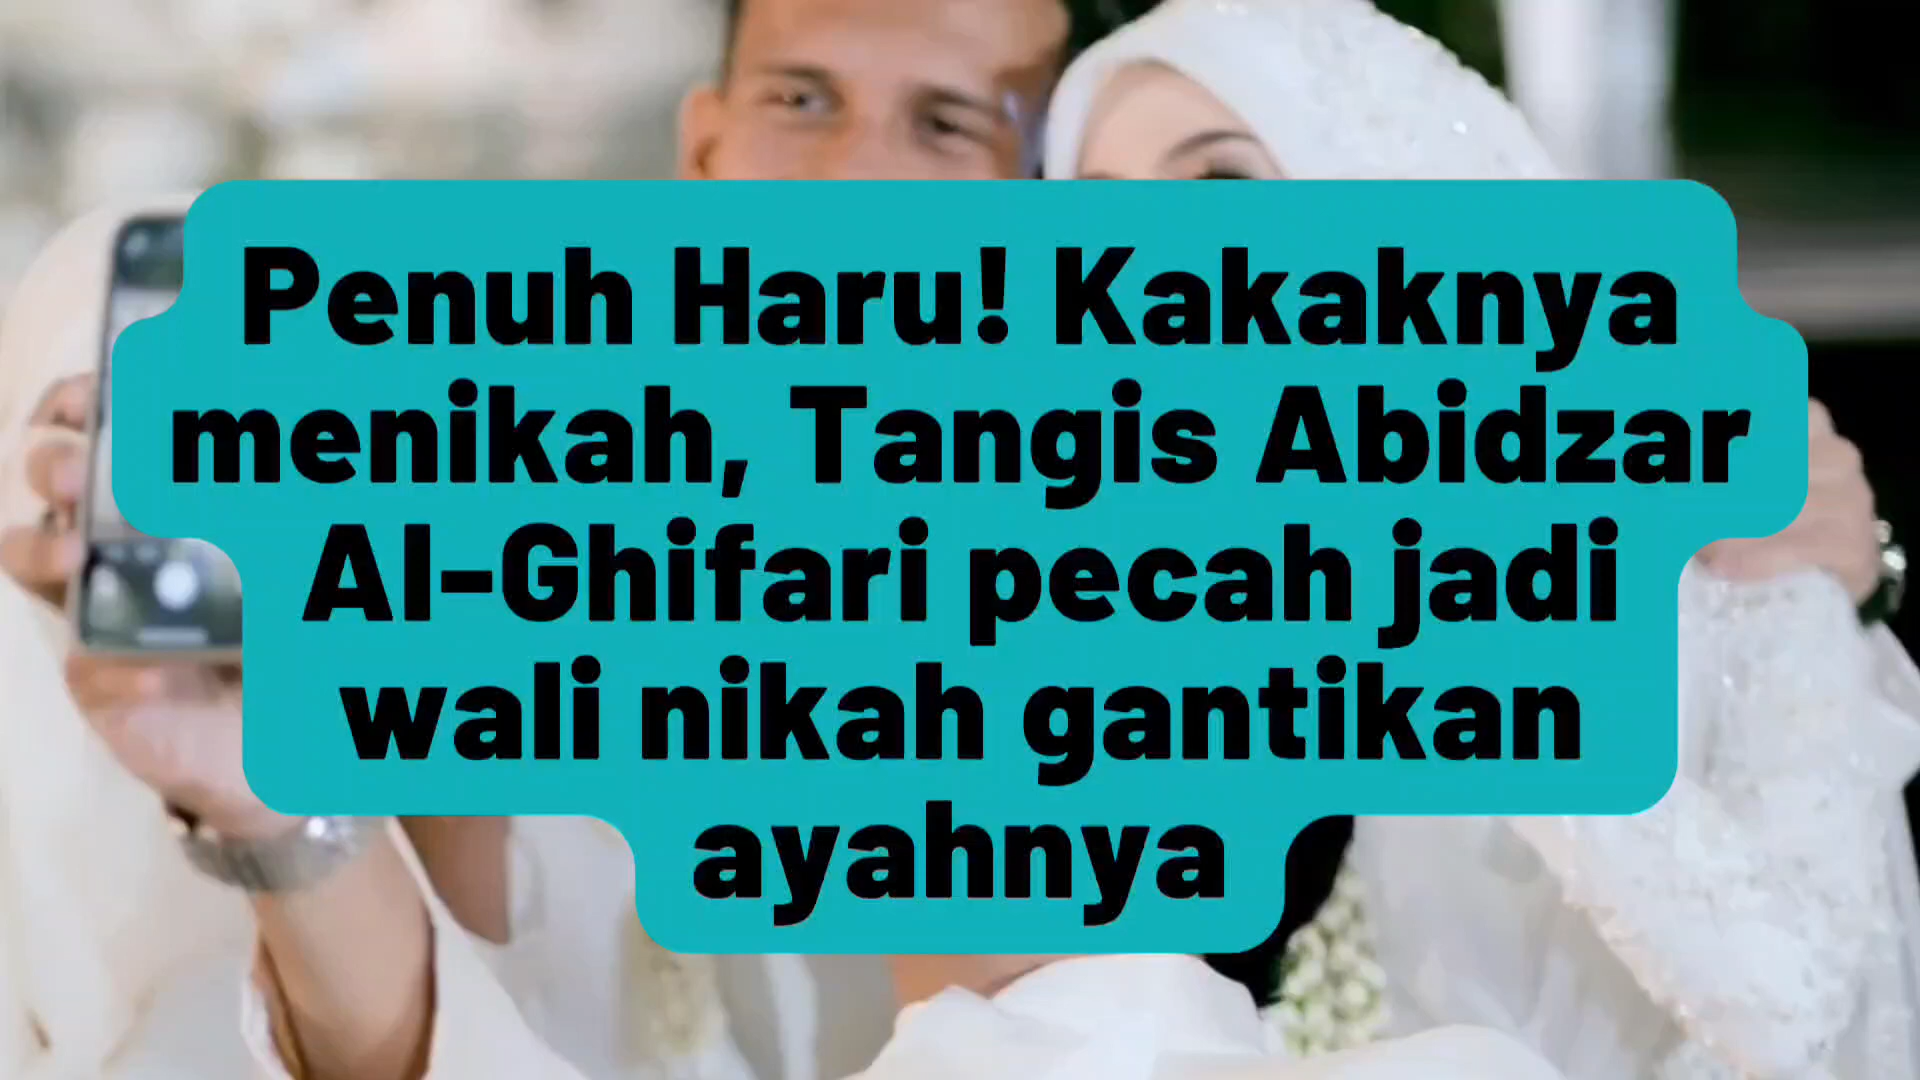 Penuh Haru! Kakaknya
menikah, Tangis Abidzar
Al-Ghifari pecah jadi
wali nikah gantikan
ayahnya